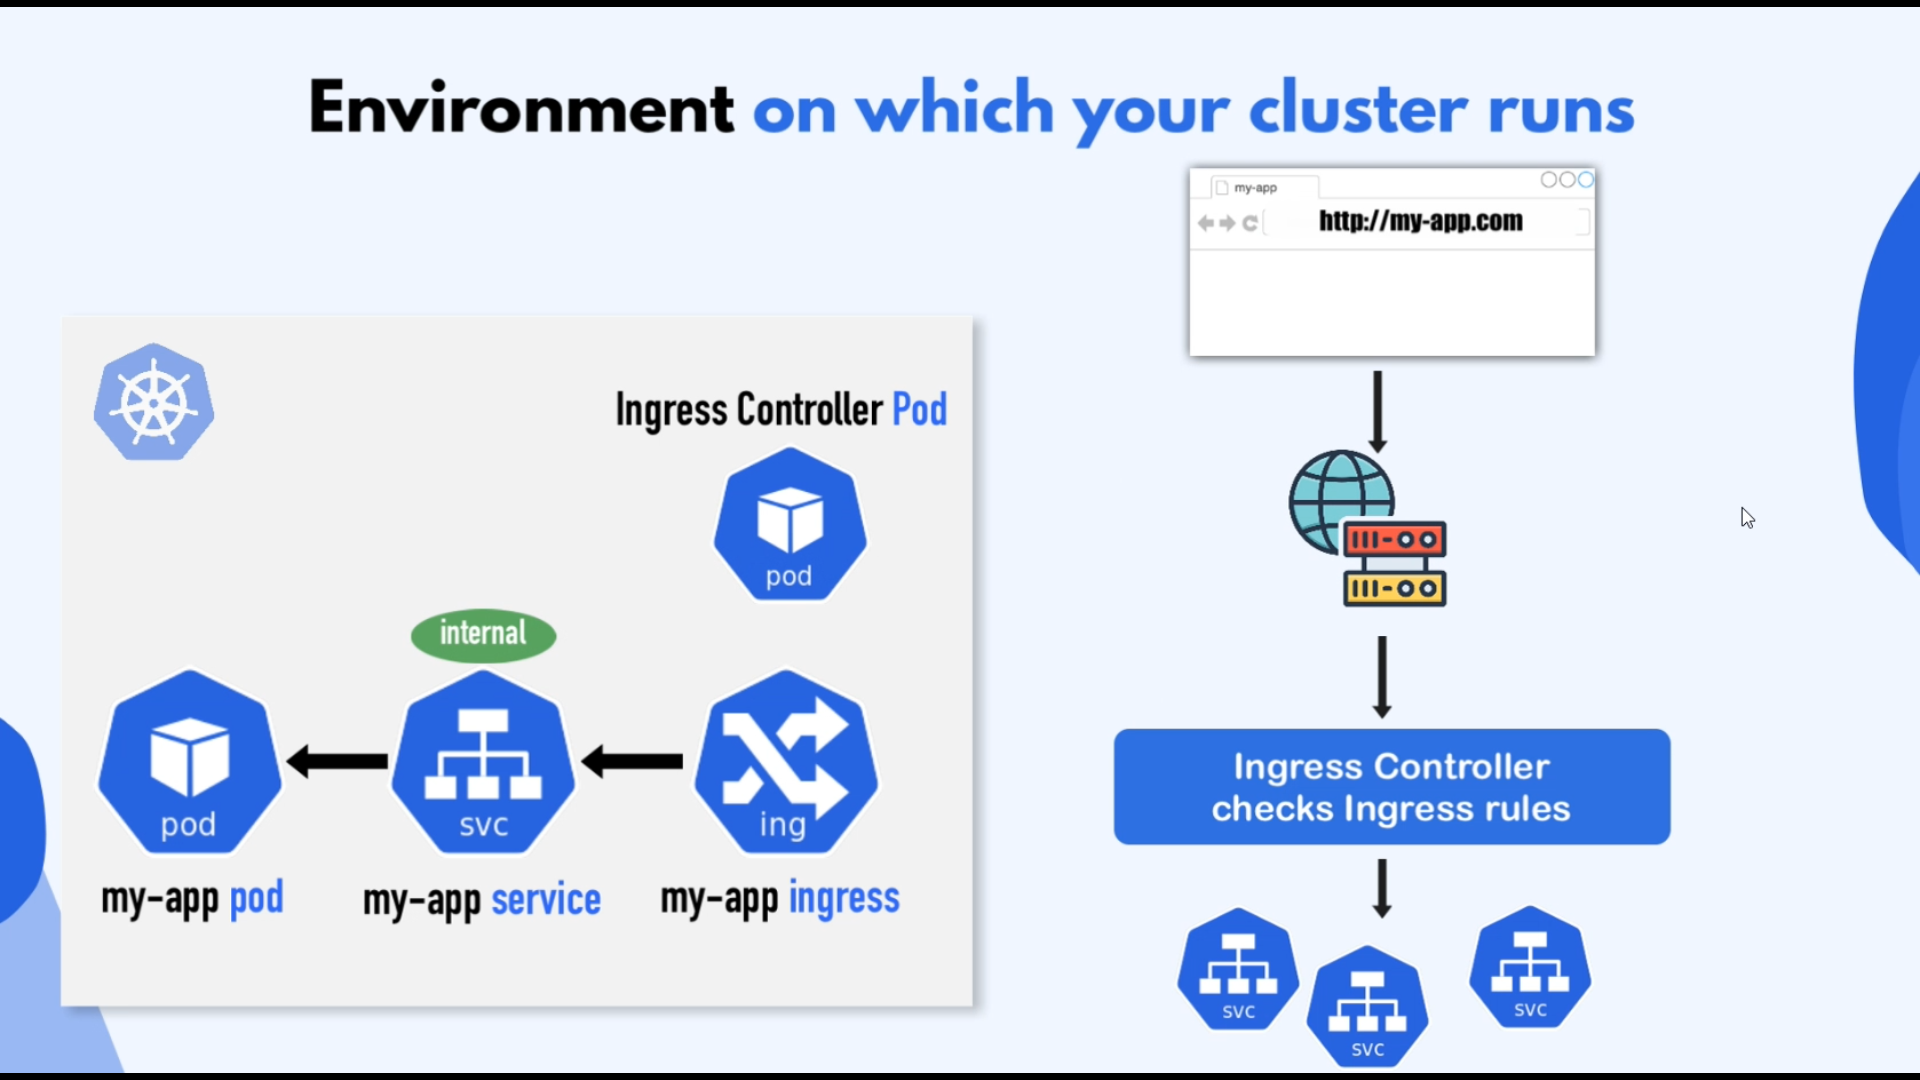 Environment on which your cluster runs
my-app
http://my-app.com
Ingress Controller Pod
pod
internal
pod
svc
ing
my-app pod
my-app service
my-app ingress
Ingress Controller
checks Ingress rules
svc
svc
svc